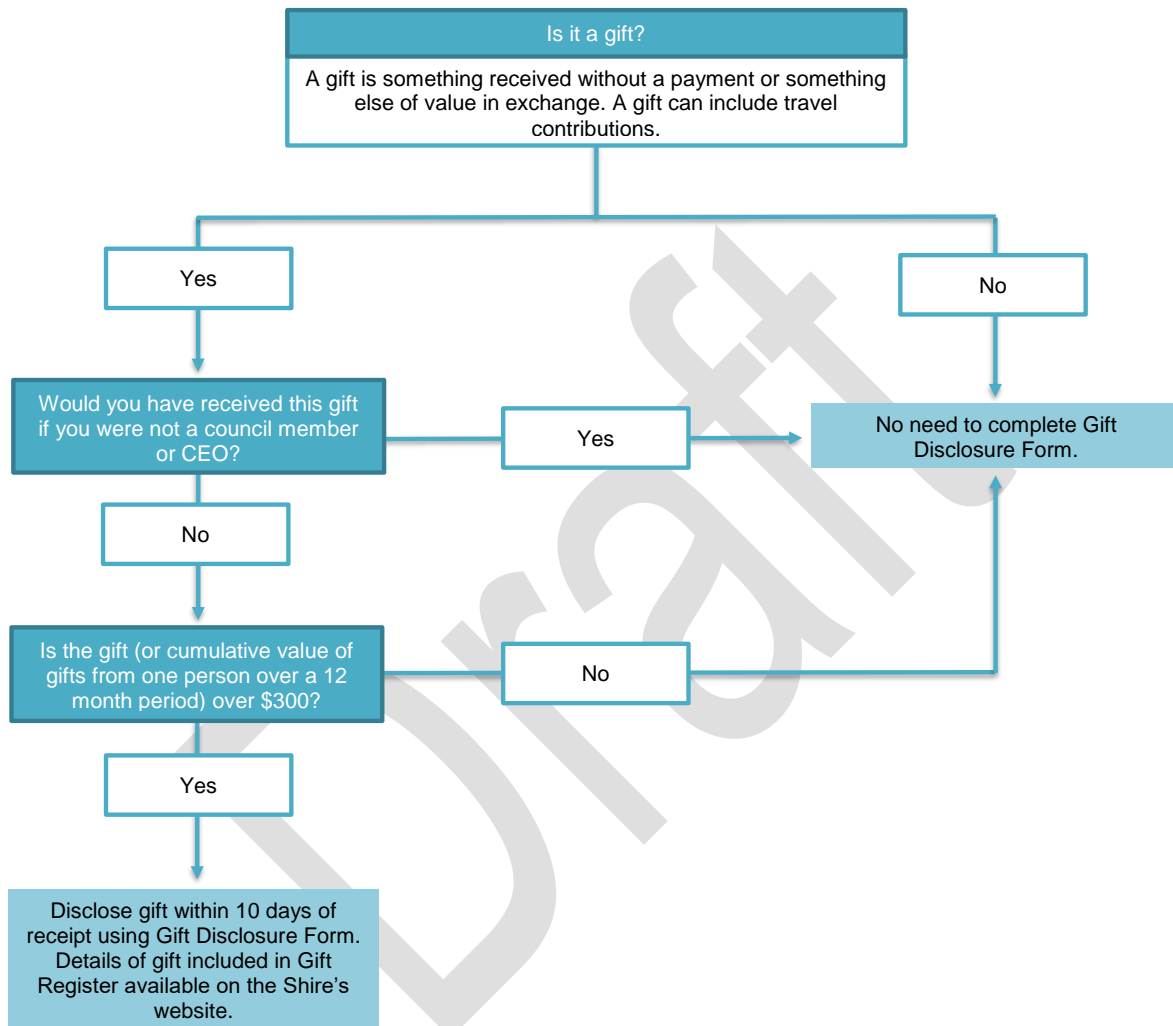 Is it a gift?
A gift is something received without a payment or something
else of value in exchange. A gift can include travel
contributions.
Yes
No
Would you have received this gift
if you were not a council member
or CEO?
Yes
No need to complete Gift
Disclosure Form.
No
Is the gift (or cumulative value of
gifts from one person over a 12
month period) over $300?
No
Yes
Disclose gift within 10 days of
receipt using Gift Disclosure Form.
Details of gift included in Gift
Register available on the Shire’s
website.
Draft